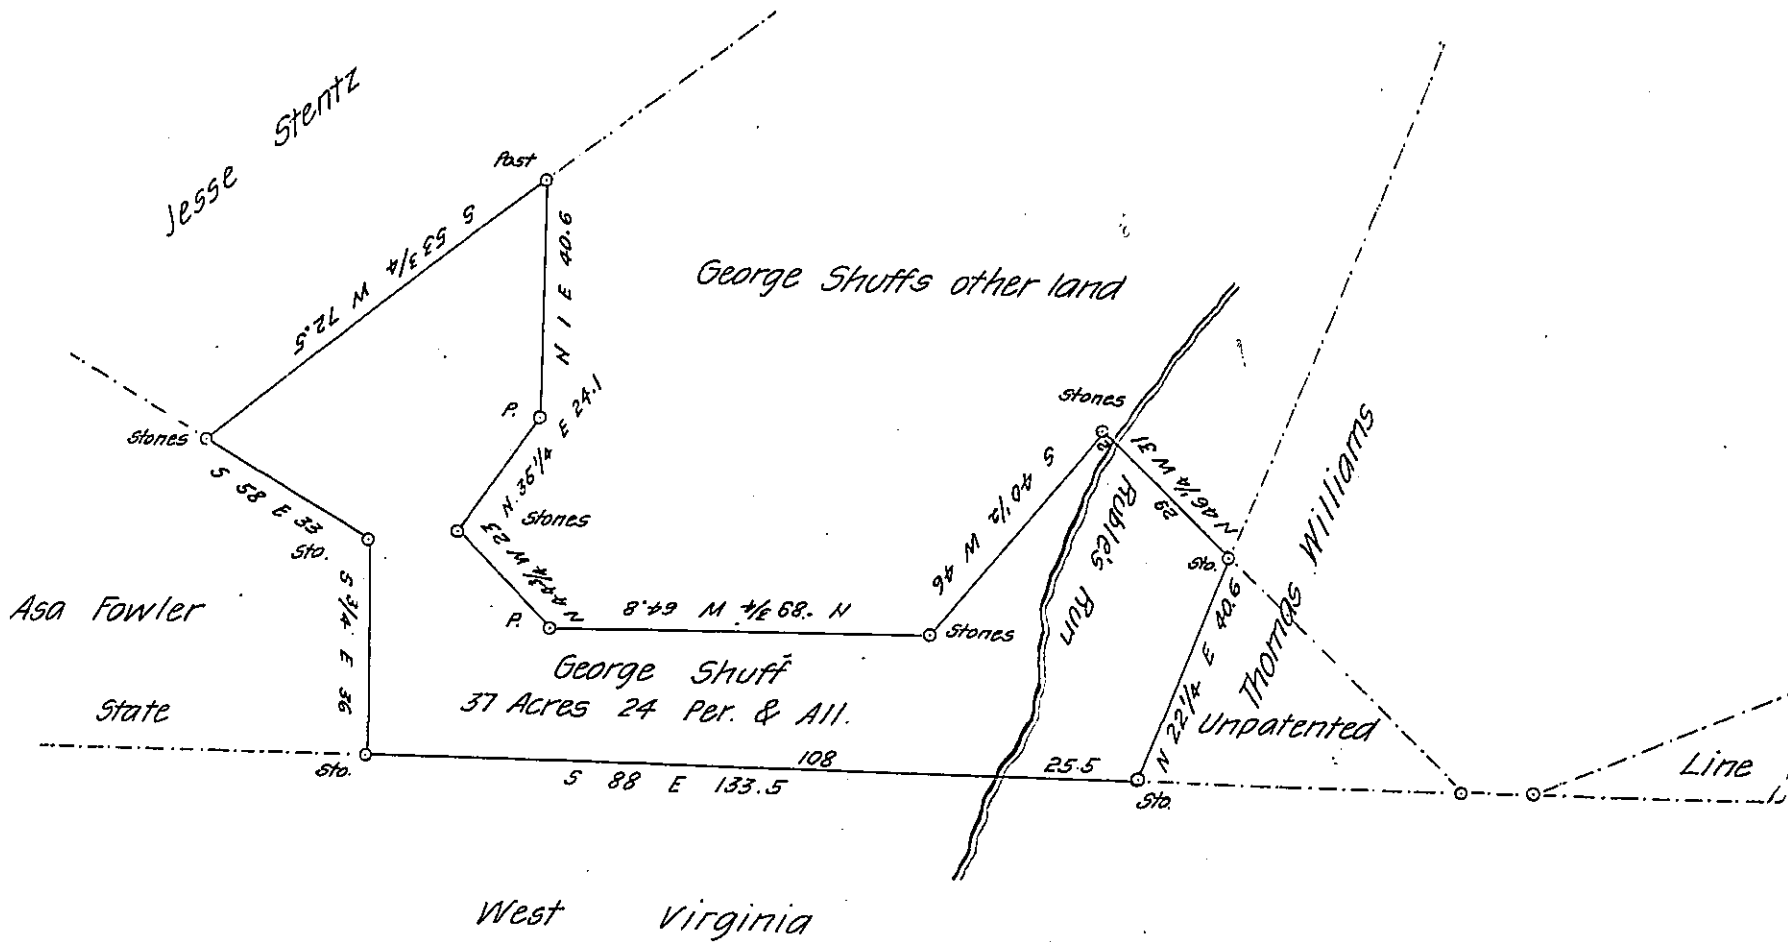 Jesse Stentz
Post
S 53 3/4 W 72.5
N 1 E 40.6
George Shuffs other land
P.
N. 35 1/4 E 24.1
Stones
Stones
Stones
S 58 E 33
Sto.
N 44 3/4 W 23
S 40 1/2 W 46
Ruble's Run
N 46 1/4 W 31
2
29
Sto.
Thomas Williams
Asa Fowler
S 3/4 E 36
P.
N 89 3/4 W 64.8
Stones
George Shuff
37 Acres 24 Per. & All.
N 22 1/4 E 40.6
Unpatented
State
Line
Sto.
108
25.5
S 88 E 133.5
Sto.
West Virginia